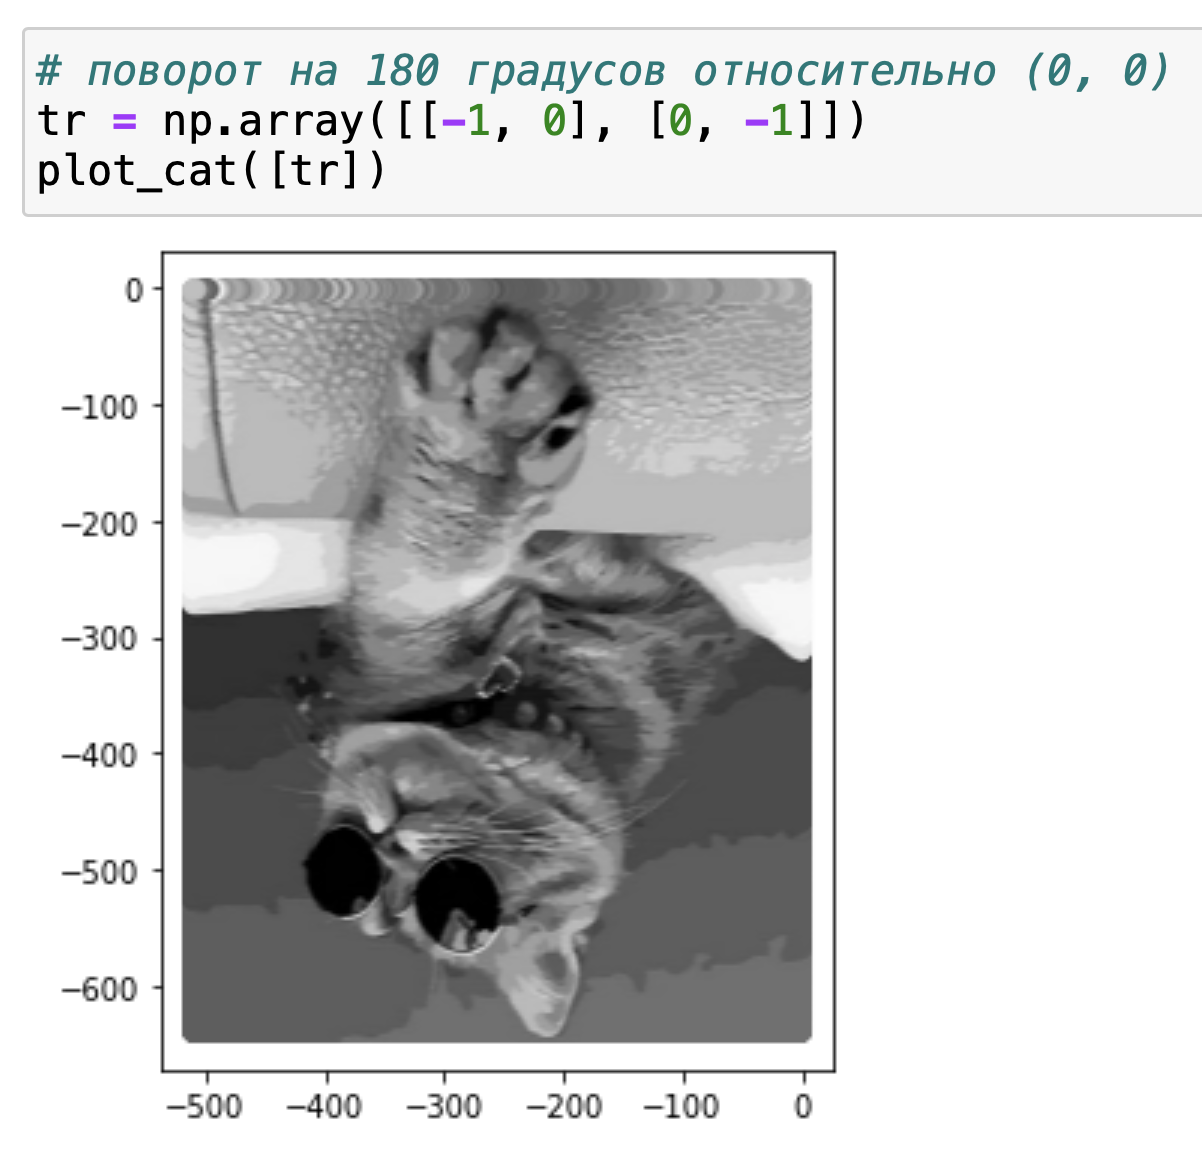 # поворот на 180 градусов относительно (0, 0)
tr = np.array([[-1, 0], [0, -1]])
plot_cat([tr])
0
−100
−200
−300
−400
−500
−600
−500 −400 −300 −200 −100 0